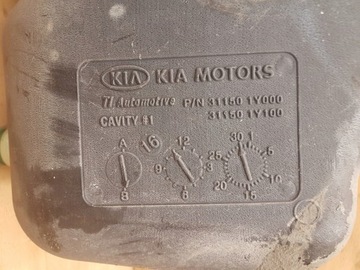 KIA KIA MOTORS
TI Automotive P/N 31150 1Y000
CAVITY #1 31150 1Y100
A 16 12 30 1
9 3 25 5
20 10
S 6 15